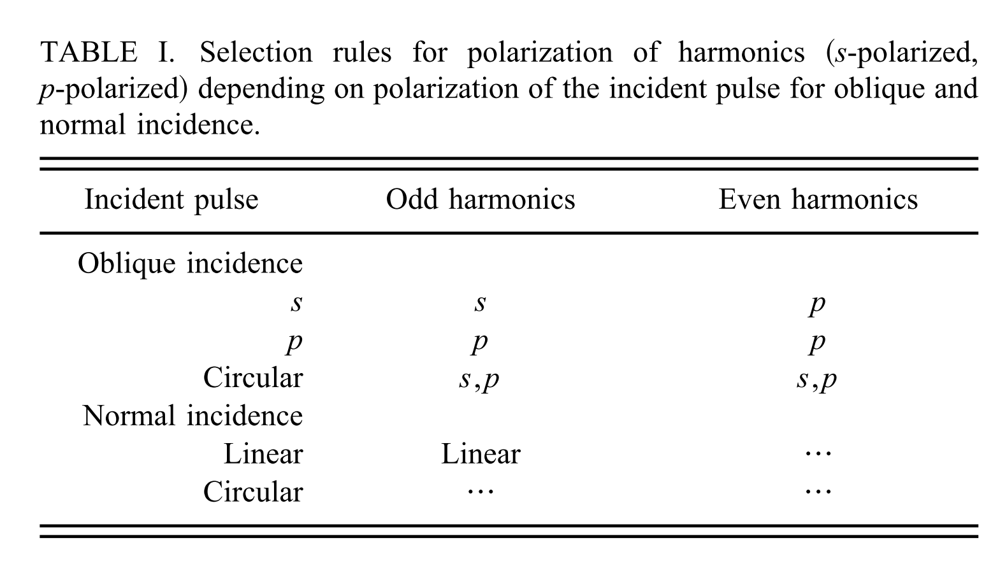 TABLE I. Selection rules for polarization of harmonics (s-polarized,
p-polarized) depending on polarization of the incident pulse for oblique and
normal incidence.
Incident pulse Odd harmonics Even harmonics
Oblique incidence
s s p
p p p
Circular s,p s,p
Normal incidence
Linear Linear ⋯
Circular ⋯ ⋯